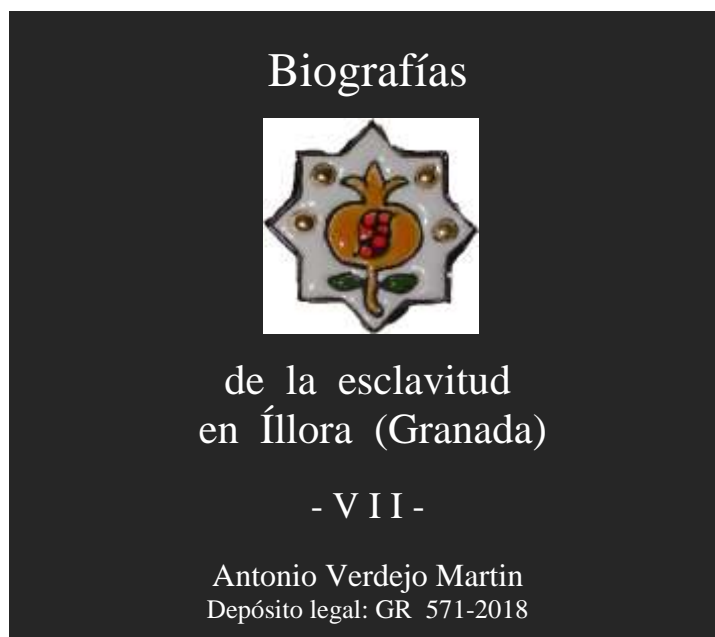 Biografías
de la esclavitud
en Íllora (Granada)
- V I I -
Antonio Verdejo Martin
Depósito legal: GR 571-2018